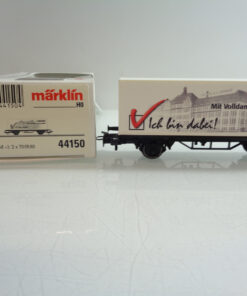 märklin
H0
44150
Mit Volldam
Ich bin dabei!